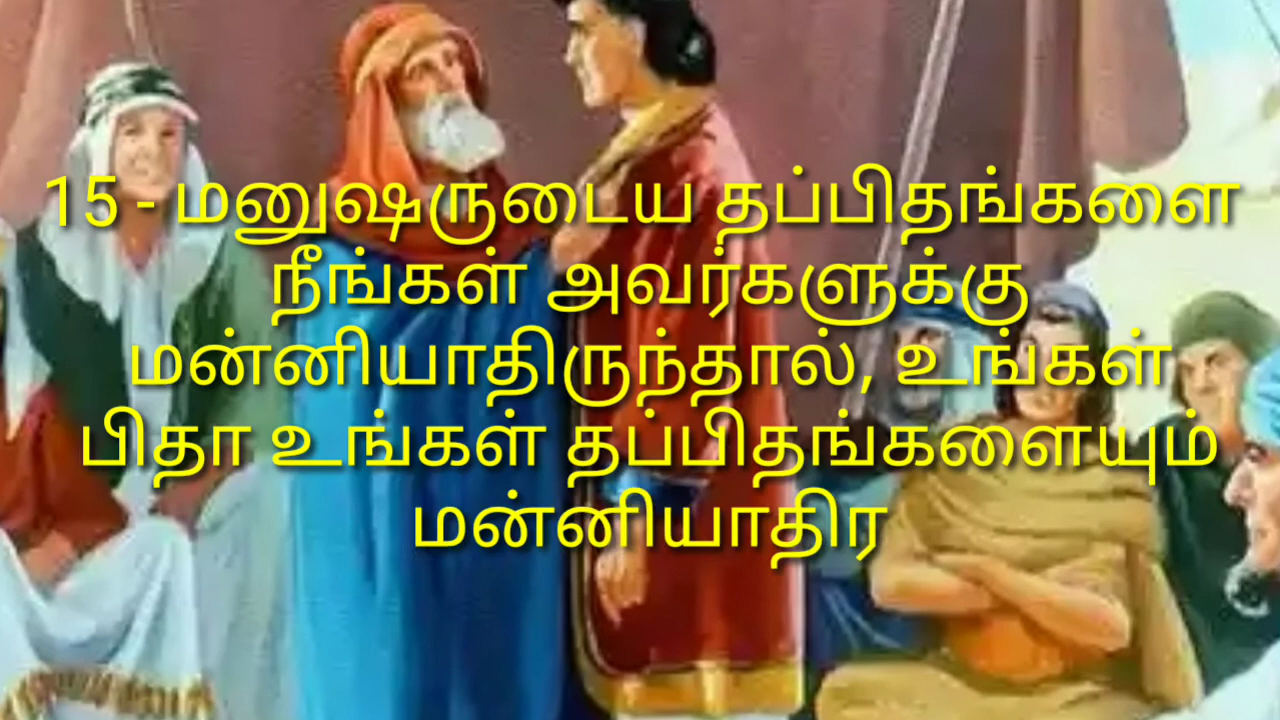 15 - மனுஷருடைய தப்பிதங்களை
நீங்கள் அவர்களுக்கு
மன்னியாதிருந்தால், உங்கள்
பிதா உங்கள் தப்பிதங்களையும்
மன்னியாதிர